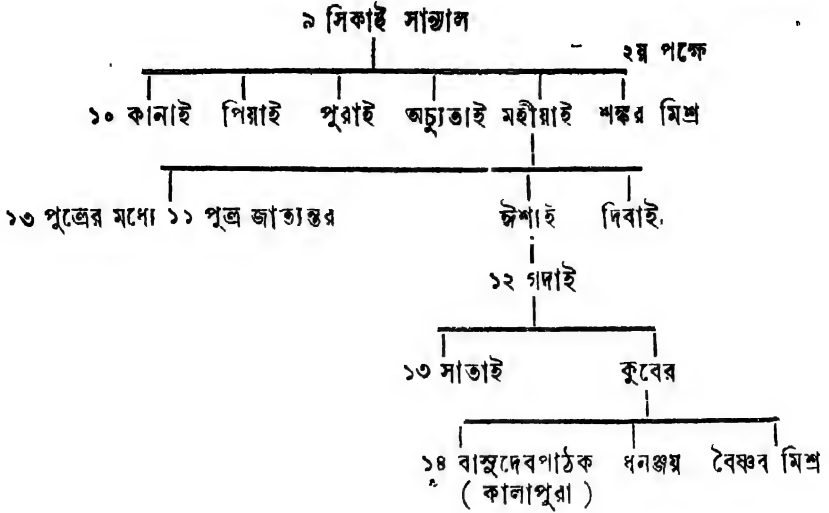 ৯ সিকাই সান্তাল
২য় পক্ষে
১০ কানাই পিয়াই পুরাই অচ্যুতাই মহীয়াই শঙ্কর মিশ্র
১৩ পুত্রের মধ্যে ১১ পুত্র জাত্যন্তর ঈশাই দিবাই
১২ গদাই
১৩ সাতাই কুবের
১৪ বাসুদেবপাঠক ধনঞ্জয় বৈষ্ণব মিশ্র
( কালাপুরা )